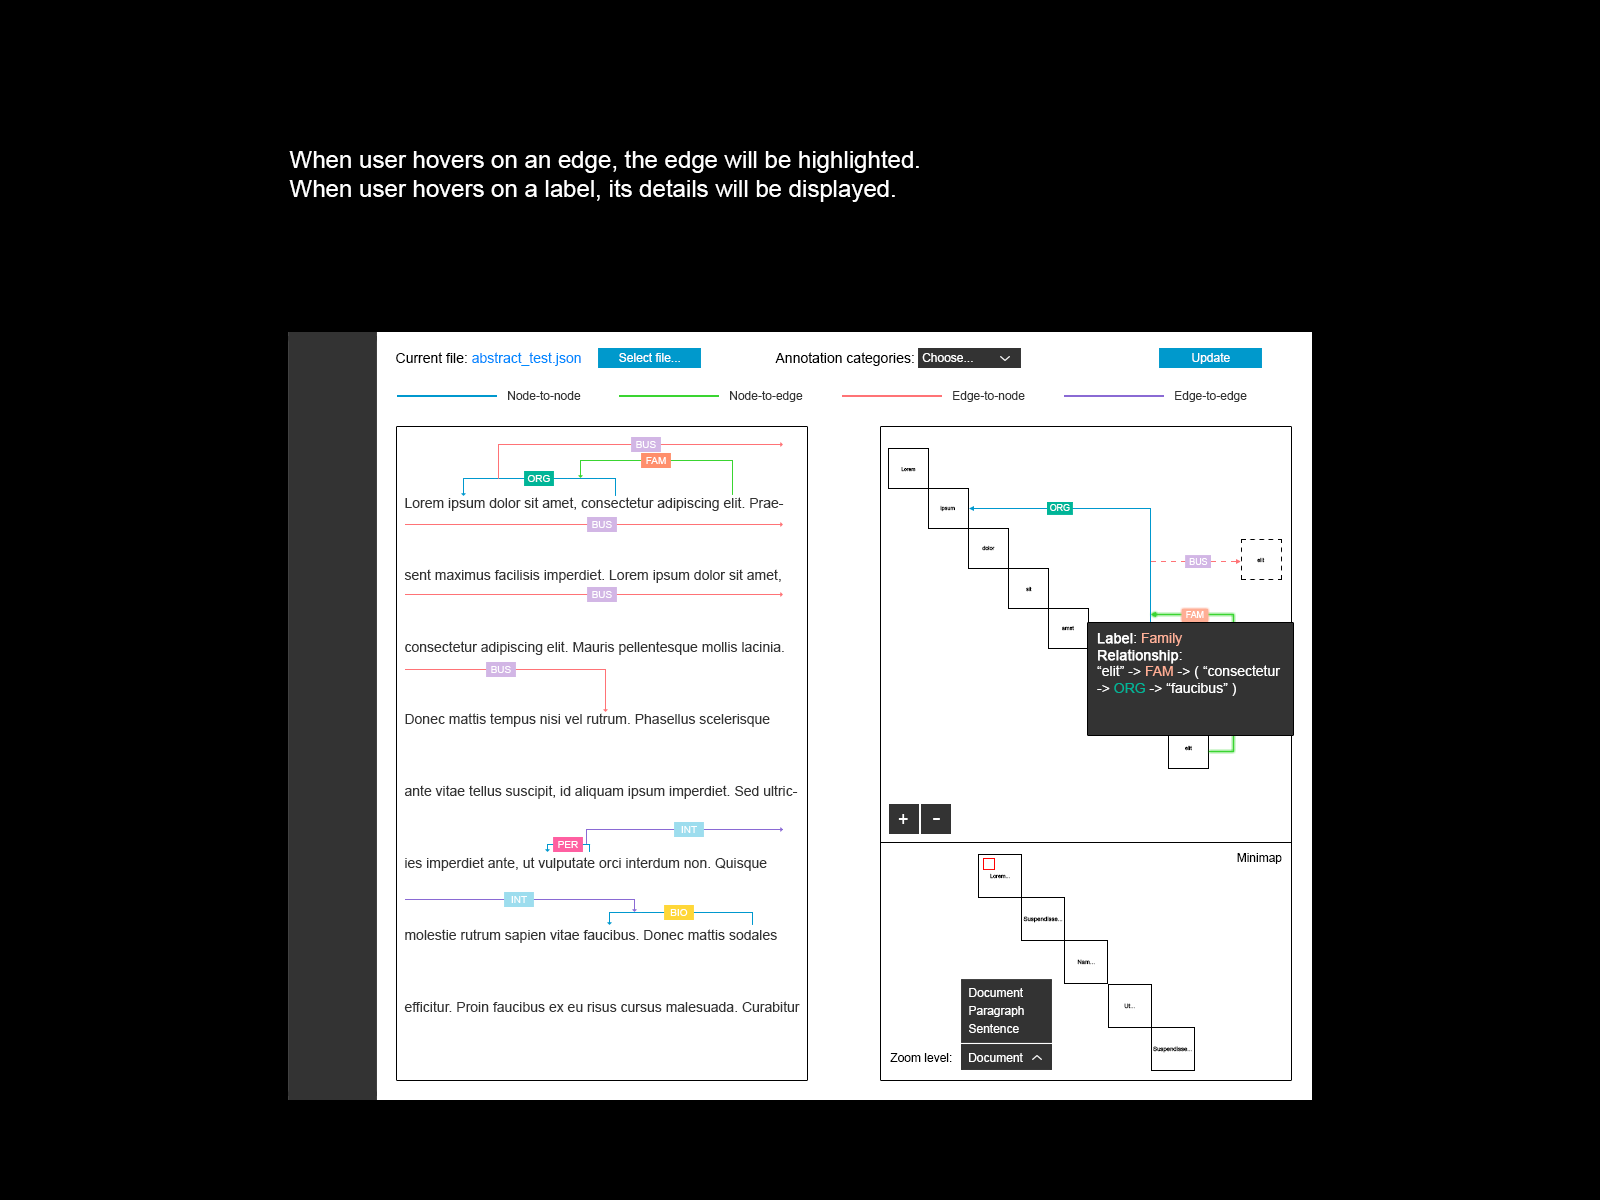 When user hovers on an edge, the edge will be highlighted.
When user hovers on a label, its details will be displayed.
Current file: abstract_test.json
Select file...
Annotation categories:
Choose...
Update
Node-to-node
Node-to-edge
Edge-to-node
Edge-to-edge
BUS
FAM
ORG
Lorem ipsum dolor sit amet, consectetur adipiscing elit. Prae-
BUS
sent maximus facilisis imperdiet. Lorem ipsum dolor sit amet,
BUS
consectetur adipiscing elit. Mauris pellentesque mollis lacinia.
BUS
Donec mattis tempus nisi vel rutrum. Phasellus scelerisque
ante vitae tellus suscipit, id aliquam ipsum imperdiet. Sed ultric-
INT
PER
ies imperdiet ante, ut vulputate orci interdum non. Quisque
INT
BIO
molestie rutrum sapien vitae faucibus. Donec mattis sodales
efficitur. Proin faucibus ex eu risus cursus malesuada. Curabitur
Lorem
ipsum
ORG
dolor
BUS
elit
sit
FAM
amet
Label: Family
Relationship:
“elit” -> FAM -> ( “consectetur
-> ORG -> “faucibus” )
elit
+
-
Minimap
Lorem...
Suspendisse...
Nam...
Ut...
Suspendisse...
Document
Paragraph
Sentence
Zoom level:
Document